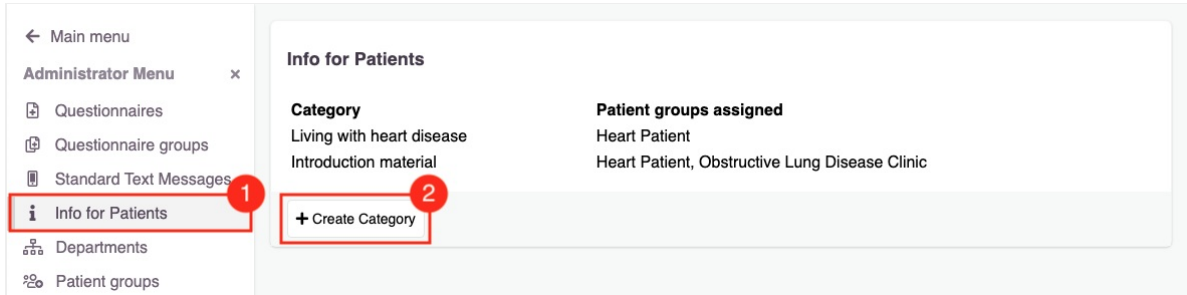 Main menu
Administrator Menu ×
Questionnaires
Questionnaire groups
Standard Text Messages
1
Info for Patients
Departments
Patient groups
Info for Patients
Category Patient groups assigned
Living with heart disease Heart Patient
Introduction material Heart Patient, Obstructive Lung Disease Clinic
2
+ Create Category